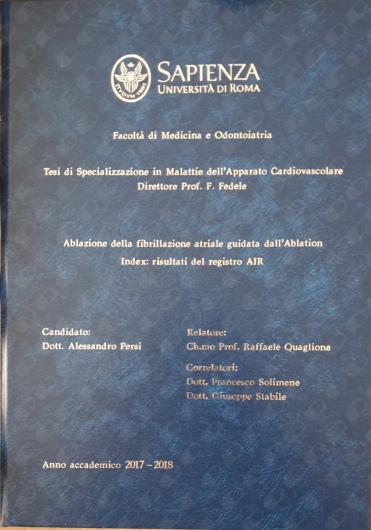 SAPIENZA
UNIVERSITÀ DI ROMA
Facoltà di Medicina e Odontoiatria
Tesi di Specializzazione in Malattie dell'Apparato Cardiovascolare
Direttore Prof. F. Fedele
Ablazione della fibrillazione atriale guidata dall'Ablation
Index: risultati del registro AIR
Candidato:
Dott. Alessandro Persi
Relatore:
Ch.mo Prof. Raffaele Quaglione
Correlatori:
Dott. Francesco Solimene
Dott. Giuseppe Stabile
Anno accademico 2017-2018